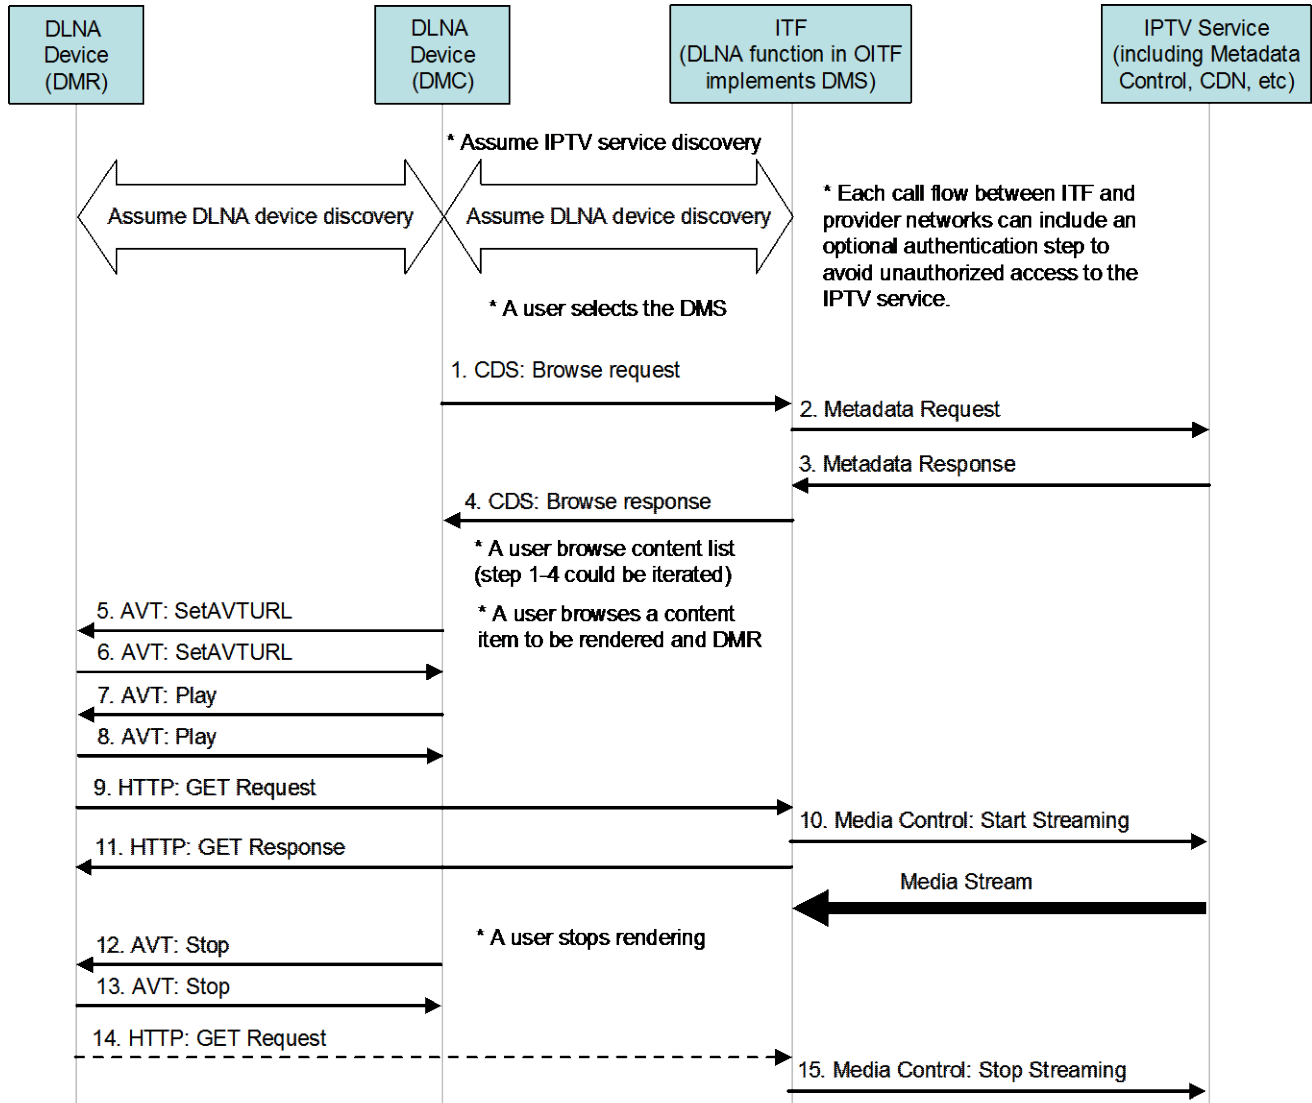 DLNA
Device
(DMR)
DLNA
Device
(DMC)
ITF
(DLNA function in OITF
implements DMS)
IPTV Service
(including Metadata
Control, CDN, etc)
* Assume IPTV service discovery
Assume DLNA device discovery
Assume DLNA device discovery
* Each call flow between ITF and
provider networks can include an
optional authentication step to
avoid unauthorized access to the
IPTV service.
* A user selects the DMS
1. CDS: Browse request
2. Metadata Request
3. Metadata Response
4. CDS: Browse response
* A user browse content list
(step 1-4 could be iterated)
5. AVT: SetAVTURL
* A user browses a content
item to be rendered and DMR
6. AVT: SetAVTURL
7. AVT: Play
8. AVT: Play
9. HTTP: GET Request
10. Media Control: Start Streaming
11. HTTP: GET Response
Media Stream
* A user stops rendering
12. AVT: Stop
13. AVT: Stop
14. HTTP: GET Request
15. Media Control: Stop Streaming